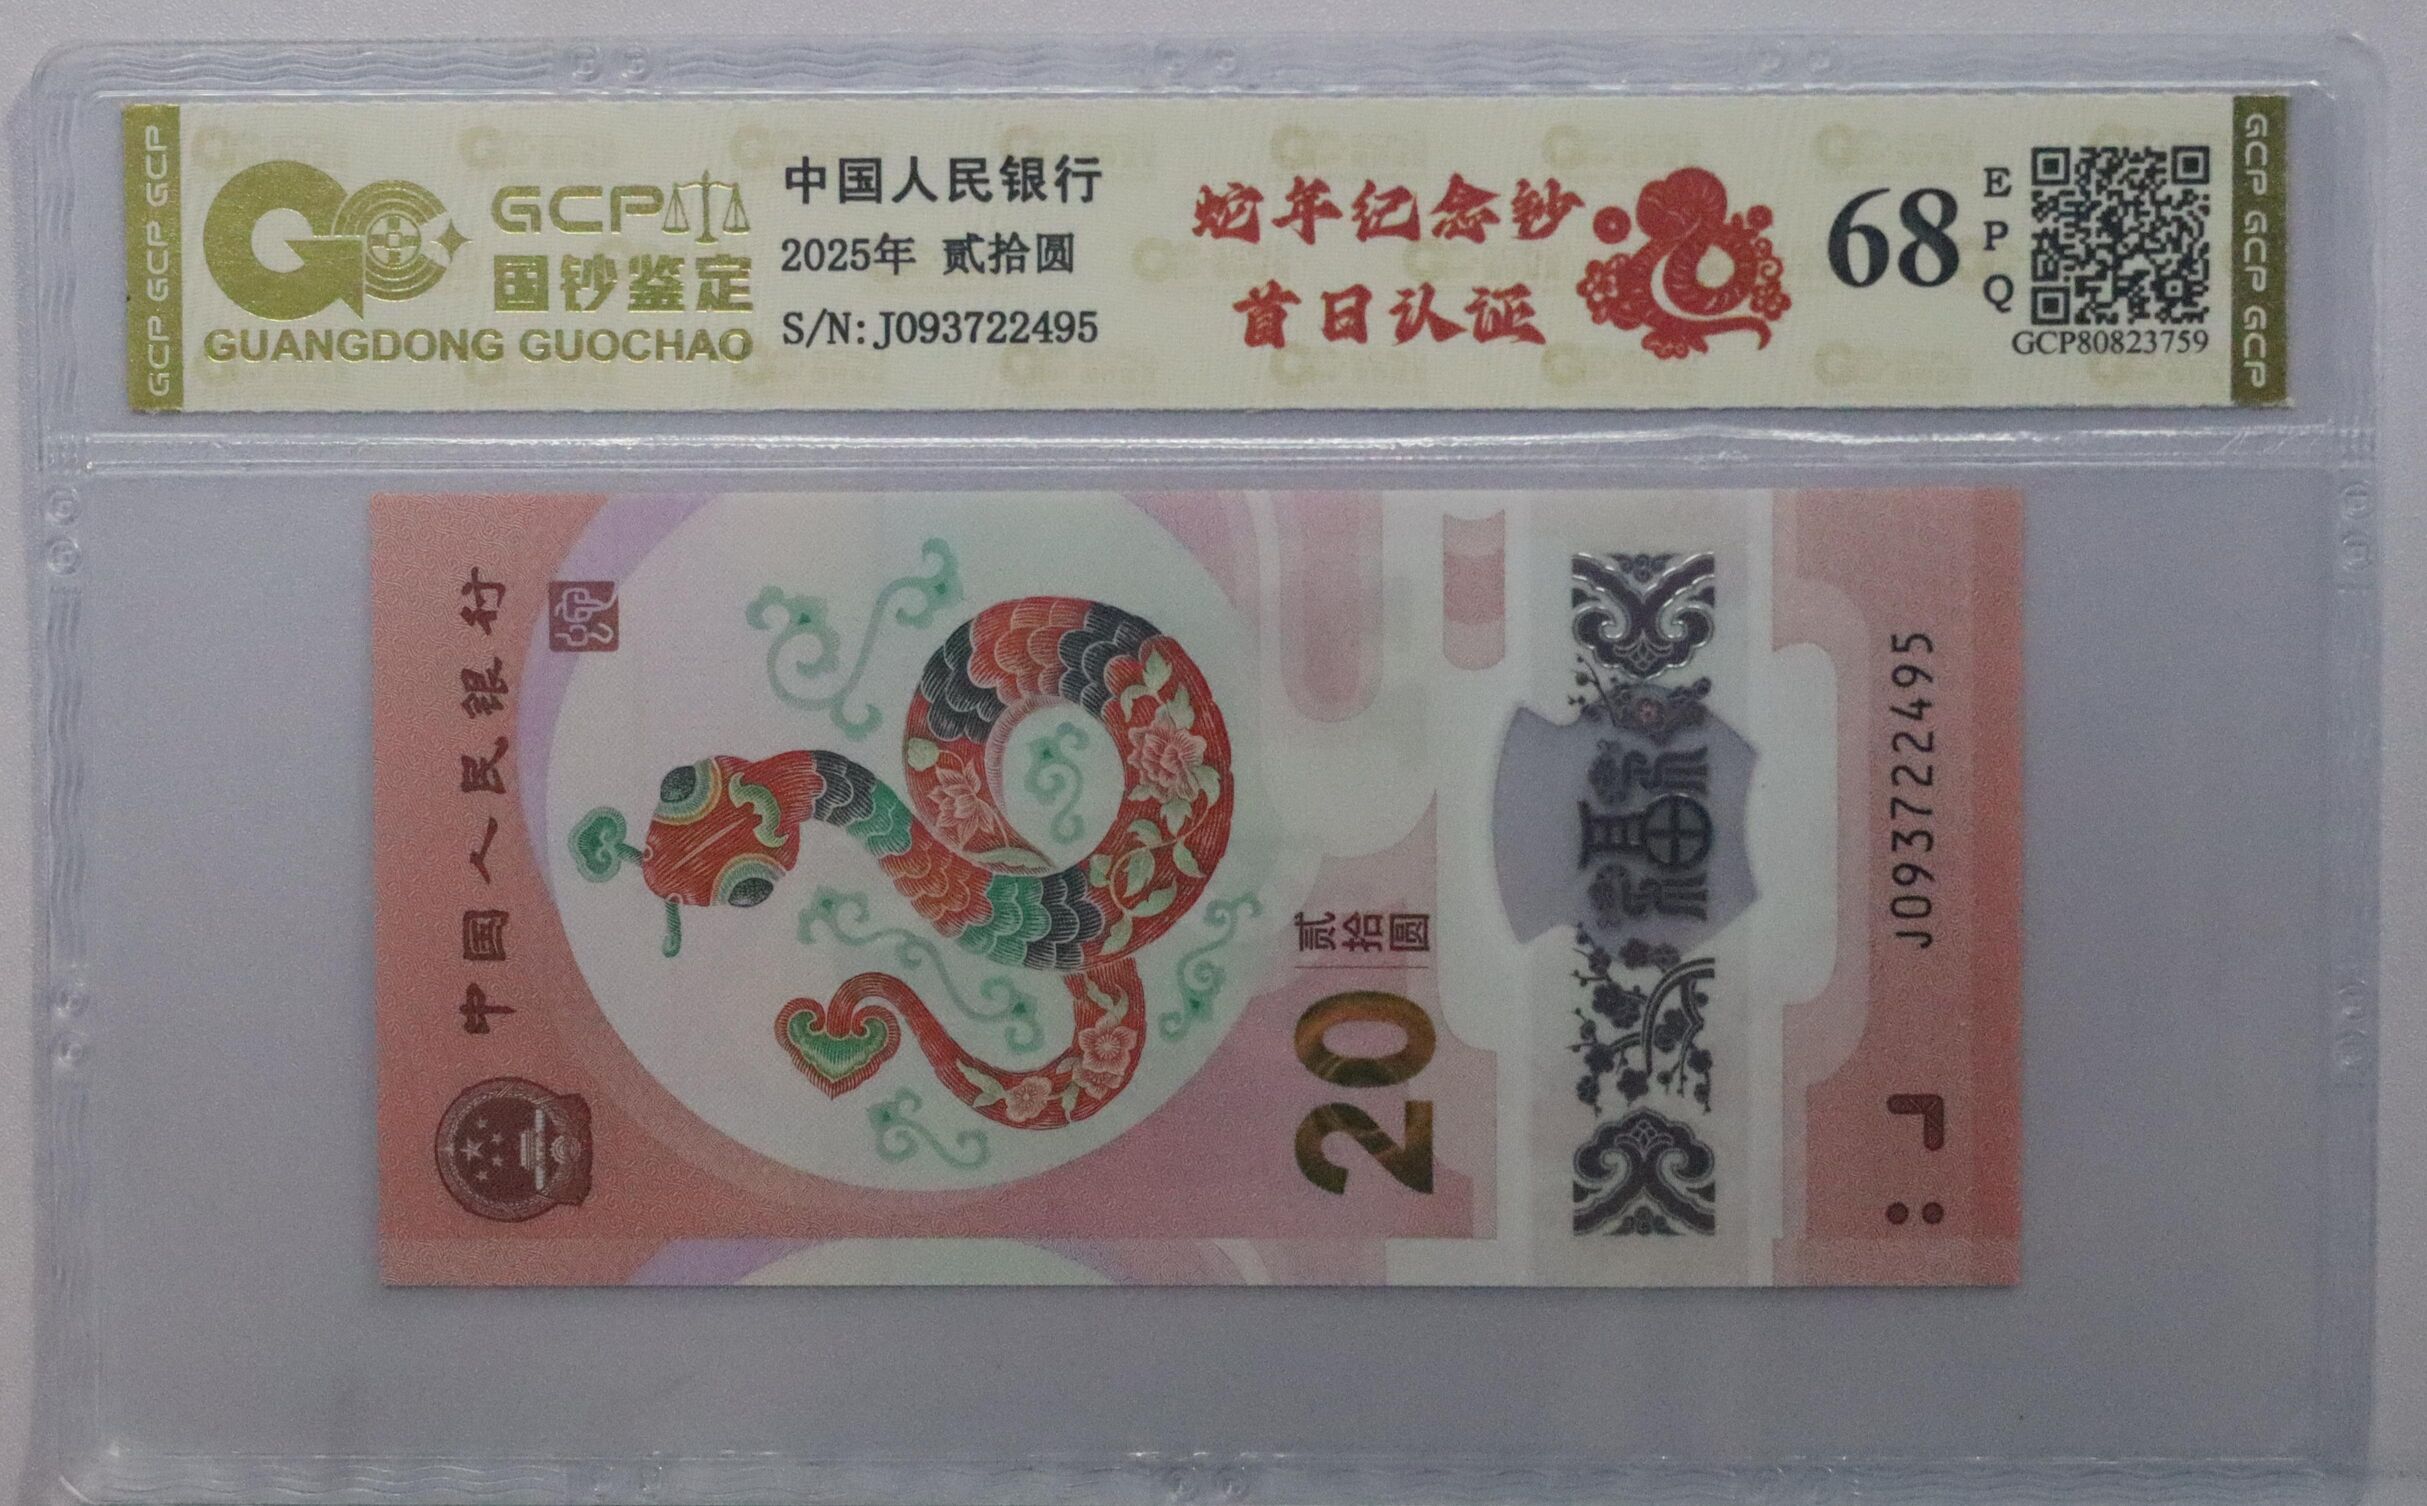 GCP GCP GCP
GCP
国钞鉴定
GUANGDONG GUOCHAO
中国人民银行
2025年 贰拾圆
S/N: J093722495
蛇年纪念钞
首日认证
68
EPQ
GCP80823759
GCP GCP GCP
中国人民银行
20
贰拾圆
福
J093722495